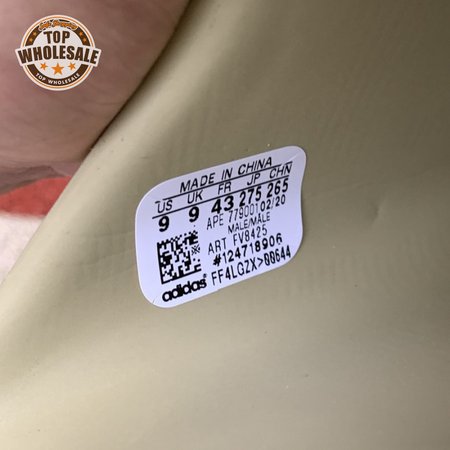 TOP
WHOLESALE
TOP WHOLESALE
MADE IN CHINA
US UK FR JP CHN
9 9 43 275 265
APE 779001 02/20
MALE/MALE
ART FV8425
#124718906
FF4LGZX>00644
adidas